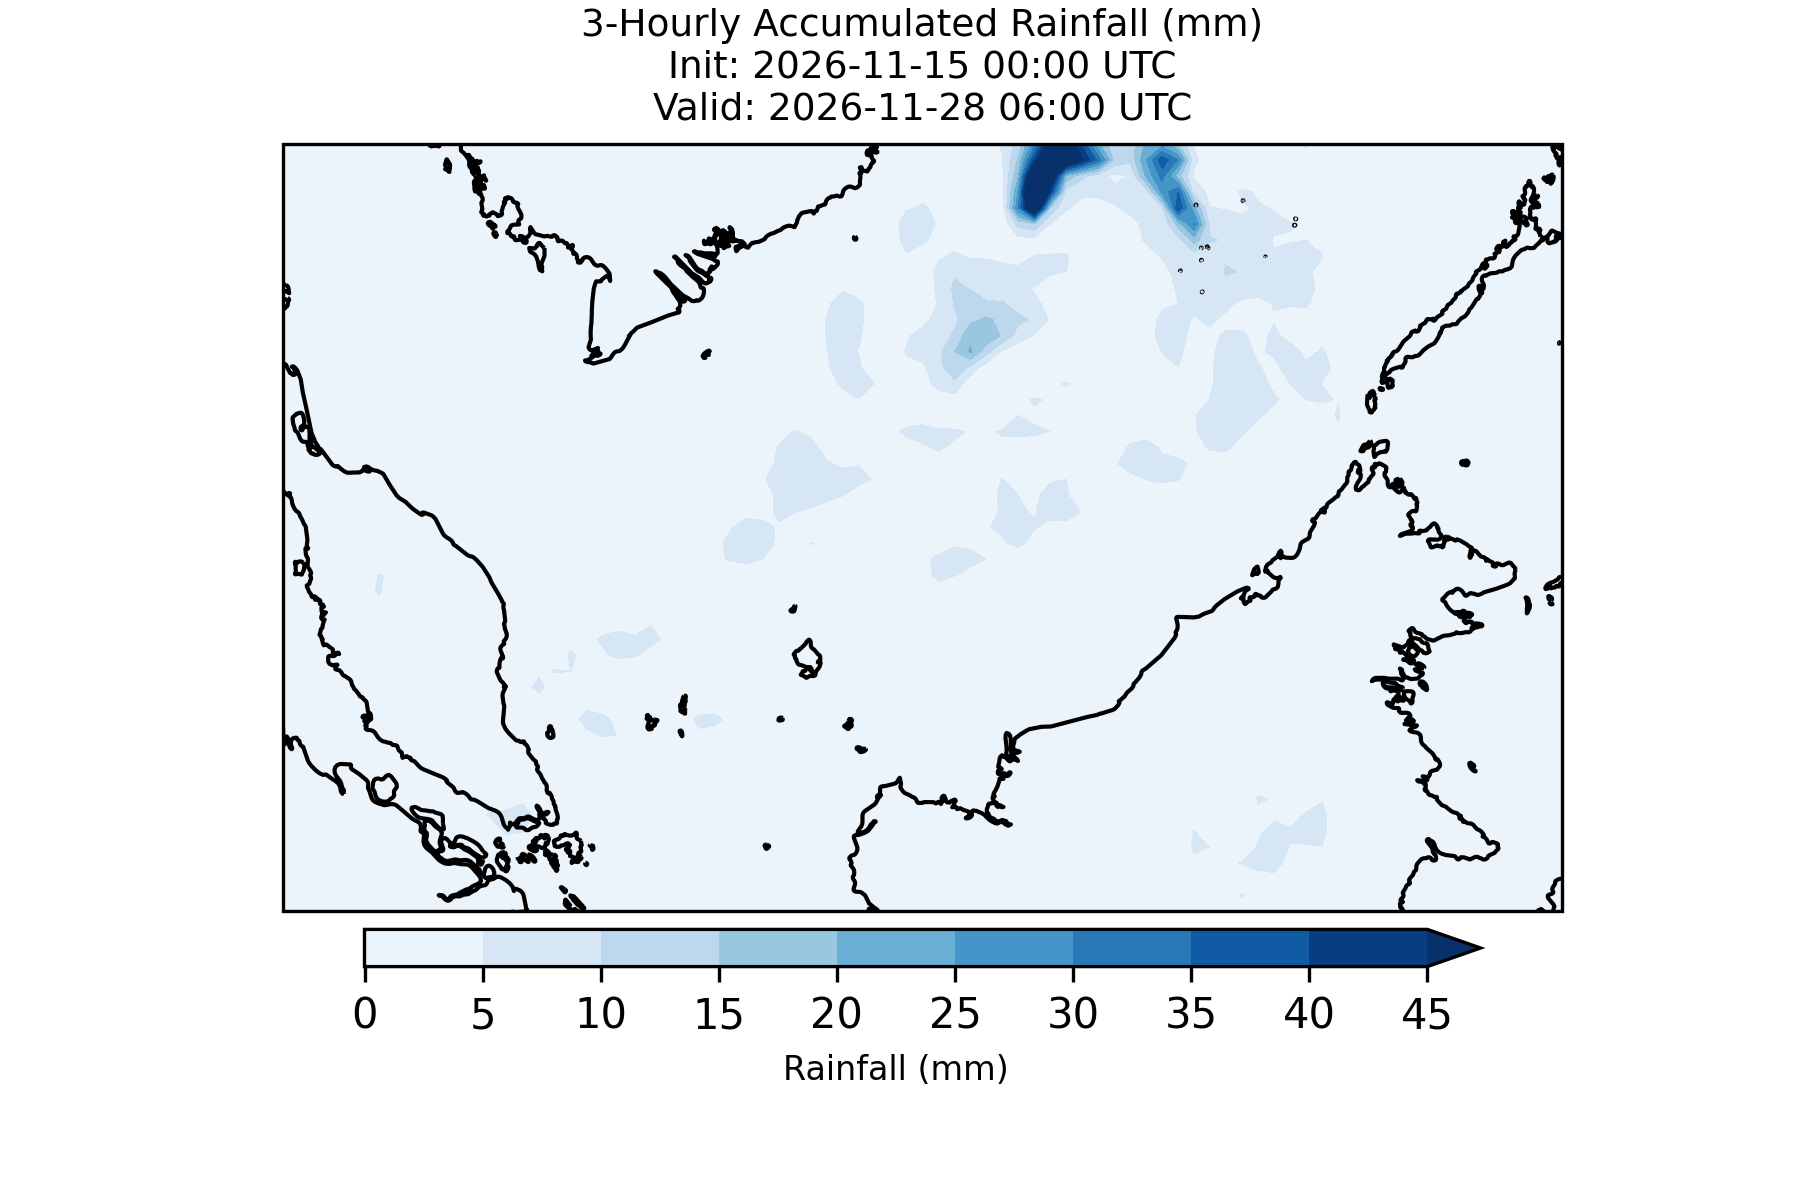 3-Hourly Accumulated Rainfall (mm)
Init: 2026-11-15 00:00 UTC
Valid: 2026-11-28 06:00 UTC
0 5 10 15 20 25 30 35 40 45
Rainfall (mm)